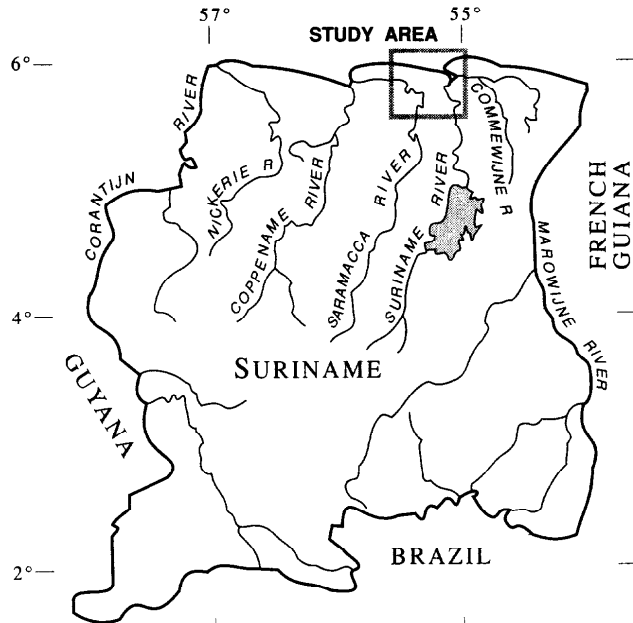 57°
55°
STUDY AREA
6°
CORANTIJN RIVER
NICKERIE R
COPPENAME RIVER
SARAMACCA RIVER
SURINAME RIVER
COMMEWIJNE R
FRENCH
GUIANA
MAROWIJNE RIVER
4°
SURINAME
GUYANA
BRAZIL
2°